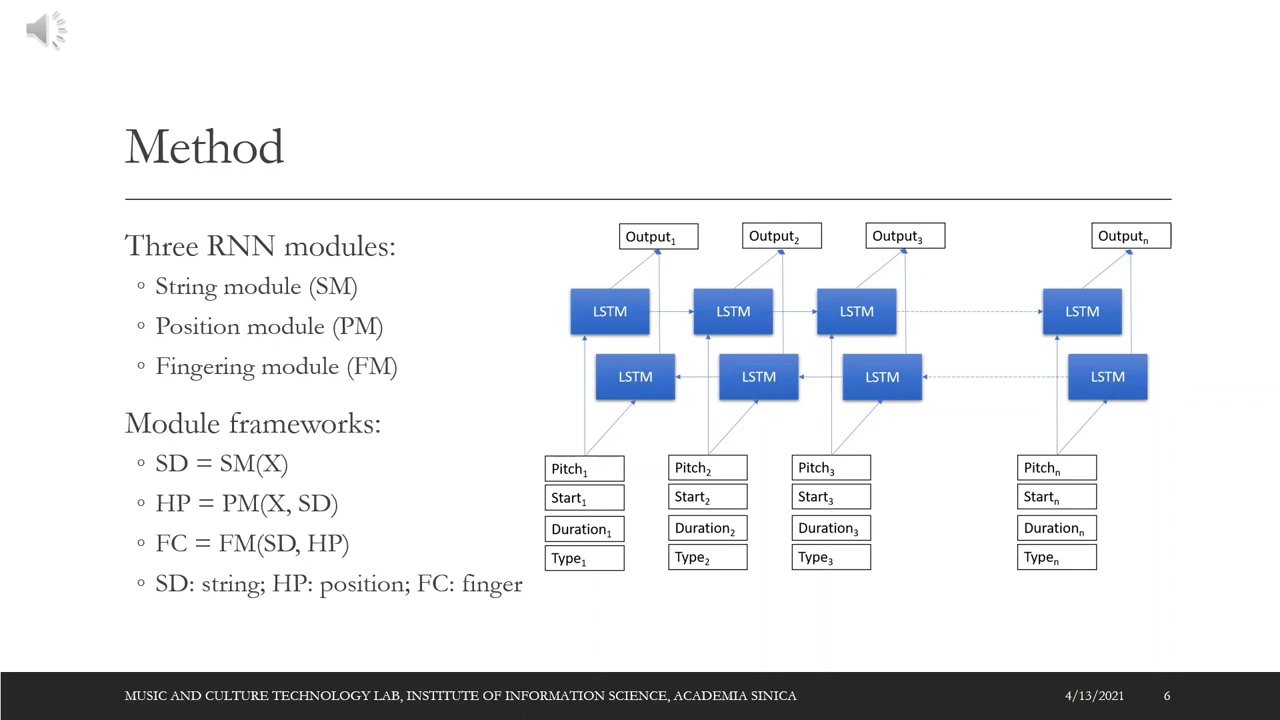 Method
Three RNN modules:
◦ String module (SM)
◦ Position module (PM)
◦ Fingering module (FM)
Module frameworks:
◦ SD = SM(X)
◦ HP = PM(X, SD)
◦ FC = FM(SD, HP)
◦ SD: string; HP: position; FC: finger
Output₁ Output₂ Output₃ Outputₙ
LSTM LSTM LSTM LSTM
LSTM LSTM LSTM LSTM
Pitch₁ Pitch₂ Pitch₃ Pitchₙ
Start₁ Start₂ Start₃ Startₙ
Duration₁ Duration₂ Duration₃ Durationₙ
Type₁ Type₂ Type₃ Typeₙ
MUSIC AND CULTURE TECHNOLOGY LAB, INSTITUTE OF INFORMATION SCIENCE, ACADEMIA SINICA 4/13/2021 6